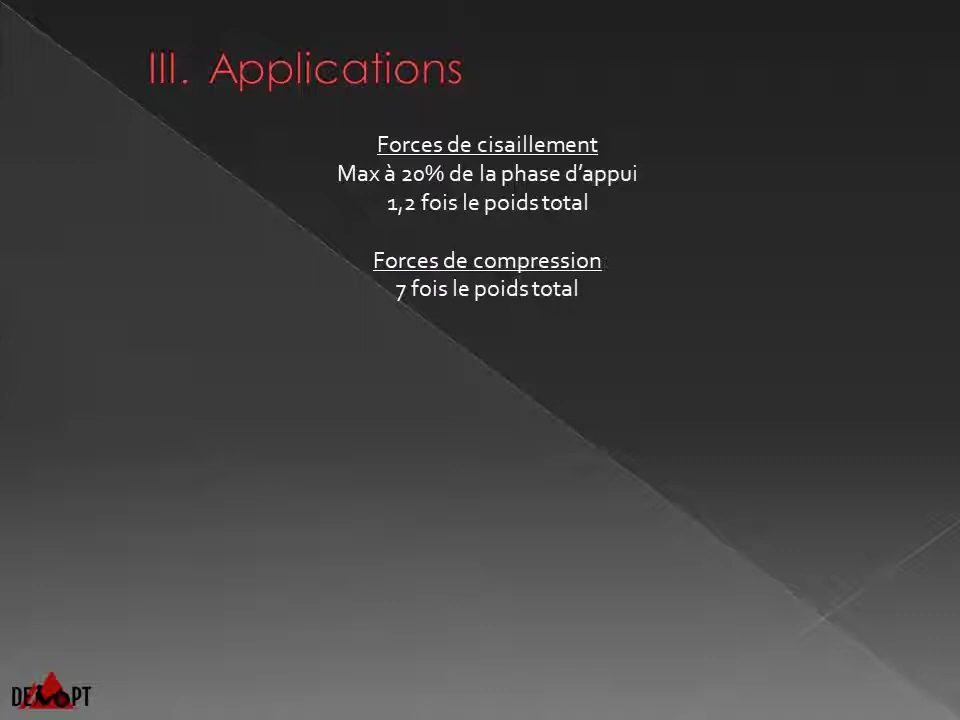 III. Applications
Forces de cisaillement
Max à 20% de la phase d’appui
1,2 fois le poids total
Forces de compression
7 fois le poids total